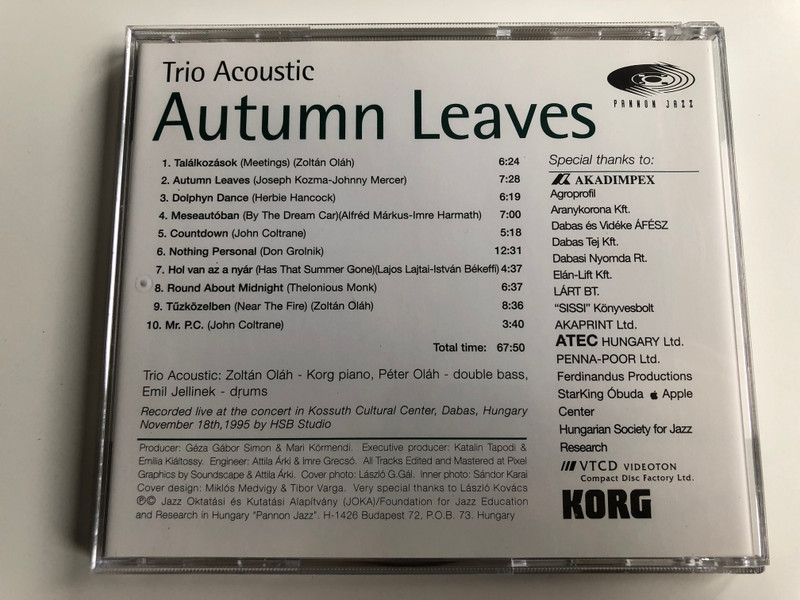 Trio Acoustic
Autumn Leaves
PANNON JAZZ
1. Találkozások (Meetings) (Zoltán Oláh) 6:24
2. Autumn Leaves (Joseph Kozma-Johnny Mercer) 7:28
3. Dolphyn Dance (Herbie Hancock) 6:19
4. Meseautóban (By The Dream Car)(Alfréd Márkus-Imre Harmath) 7:00
5. Countdown (John Coltrane) 5:18
6. Nothing Personal (Don Grolnik) 12:31
7. Hol van az a nyár (Has That Summer Gone)(Lajos Lajtai-István Békeffi) 4:37
8. Round About Midnight (Thelonious Monk) 6:37
9. Tűzközelben (Near The Fire) (Zoltán Oláh) 8:36
10. Mr. P.C. (John Coltrane) 3:40
Total time: 67:50
Trio Acoustic: Zoltán Oláh - Korg piano, Péter Oláh - double bass,
Emil Jellinek - drums
Recorded live at the concert in Kossuth Cultural Center, Dabas, Hungary
November 18th,1995 by HSB Studio
Producer: Géza Gábor Simon & Mari Körmendi. Executive producer: Katalin Tapodi &
Emília Kiáltossy. Engineer: Attila Árki & Imre Grecsó. All Tracks Edited and Mastered at Pixel
Graphics by Soundscape & Attila Árki. Cover photo: László G.Gál. Inner photo: Sándor Karai
Cover design: Miklós Medvigy & Tibor Varga. Very special thanks to László Kovács
℗© Jazz Oktatási és Kutatási Alapítvány (JOKA)/Foundation for Jazz Education
and Research in Hungary "Pannon Jazz". H-1426 Budapest 72, P.O.B. 73. Hungary
Special thanks to:
AKADIMPEX
Agroprofil
Aranykorona Kft.
Dabas és Vidéke ÁFÉSZ
Dabas Tej Kft.
Dabasi Nyomda Rt.
Elán-Lift Kft.
LÁRT BT.
"SISSI" Könyvesbolt
AKAPRINT Ltd.
ATEC HUNGARY Ltd.
PENNA-POOR Ltd.
Ferdinandus Productions
StarKing Óbuda Apple
Center
Hungarian Society for Jazz
Research
VTCD VIDEOTON
Compact Disc Factory Ltd.
KORG